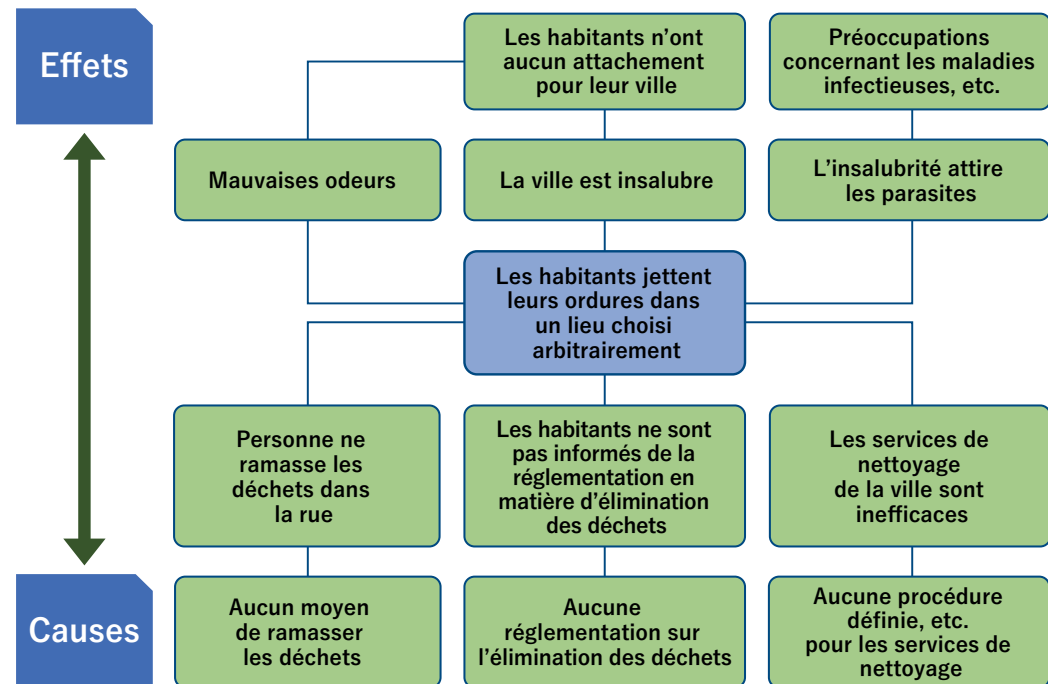 Effets
Les habitants n'ont
aucun attachement
pour leur ville
Préoccupations
concernant les maladies
infectieuses, etc.
Mauvaises odeurs
La ville est insalubre
L'insalubrité attire
les parasites
Les habitants jettent
leurs ordures dans
un lieu choisi
arbitrairement
Personne ne
ramasse les
déchets dans
la rue
Les habitants ne sont
pas informés de la
réglementation en
matière d'élimination
des déchets
Les services de
nettoyage
de la ville sont
inefficaces
Causes
Aucun moyen
de ramasser
les déchets
Aucune
réglementation sur
l'élimination des déchets
Aucune procédure
définie, etc.
pour les services de
nettoyage